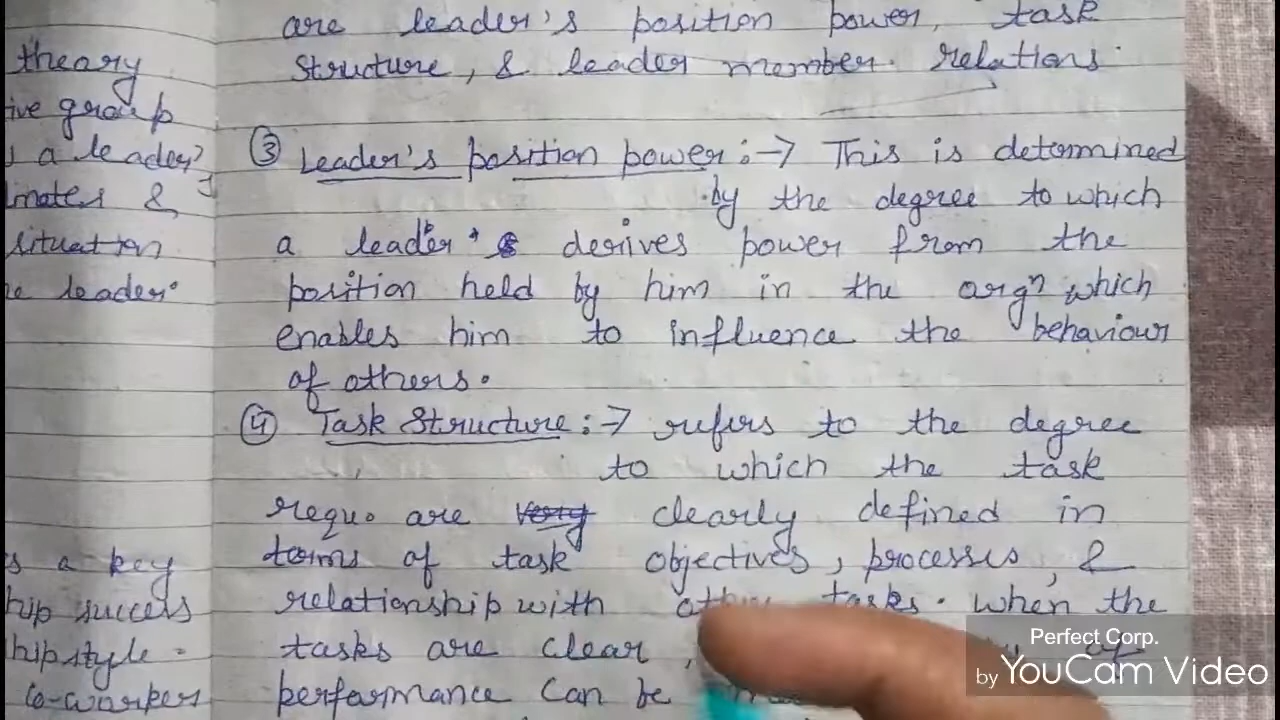 theory
ive group
a leader's
mates &
situation
e leader.
s a key
hip success
hip style.
co-workers
are leader's position power, task
structure, & leader member. relations.
③ Leader's position power :→ This is determined
by the degree to which
a leader's derives power from the
position held by him in the orgn which
enables him to influence the behaviour
of others.
④ Task Structure :→ refers to the degree
to which the task
requ. are very clearly defined in
terms of task objectives, processes, &
relationship with other tasks. when the
tasks are clear, of
performance can be
Perfect Corp.
by YouCam Video